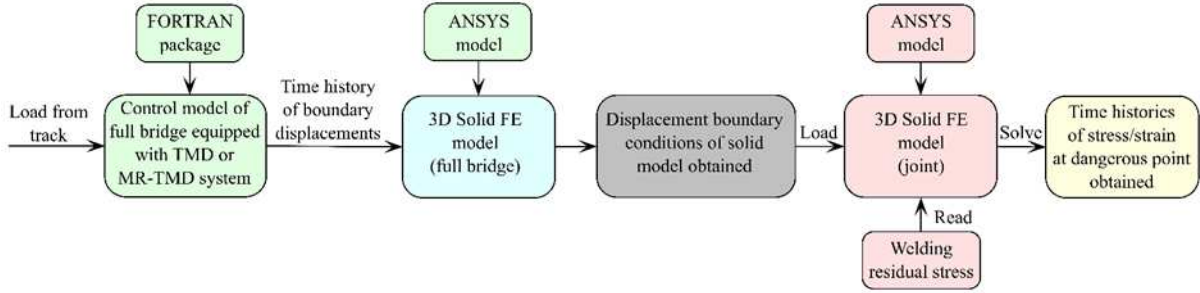 FORTRAN
package
ANSYS
model
ANSYS
model
Load from
track
Control model of
full bridge equipped
with TMD or
MR-TMD system
Time history
of boundary
displacements
3D Solid FE
model
(full bridge)
Displacement boundary
conditions of solid
model obtained
Load
3D Solid FE
model
(joint)
Solve
Time histories
of stress/strain
at dangerous point
obtained
Read
Welding
residual stress